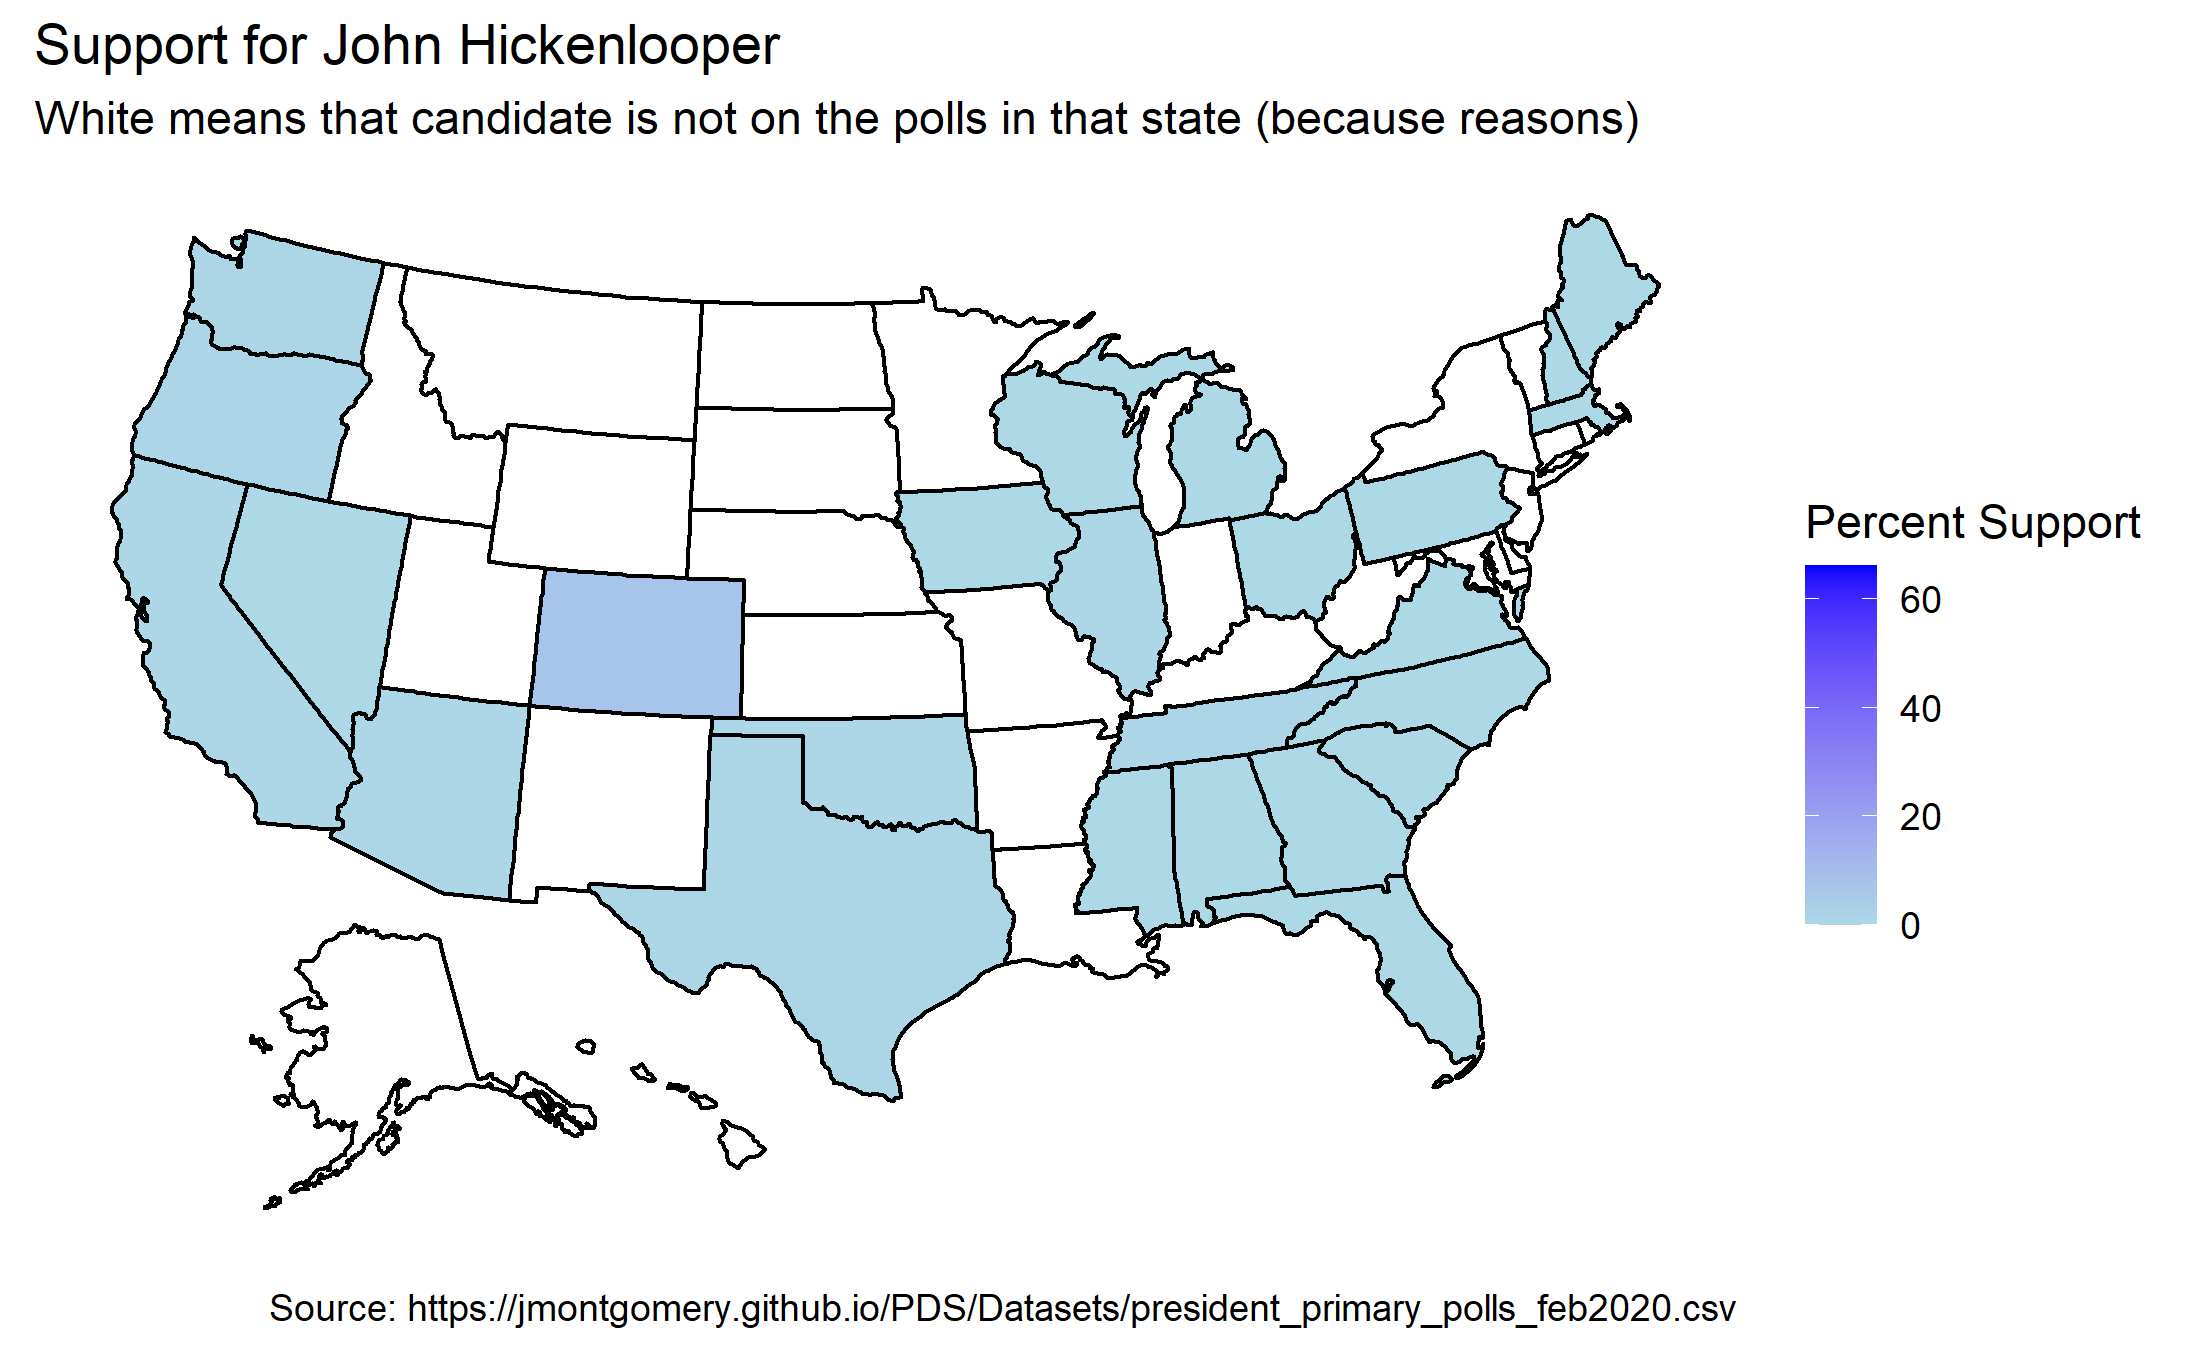 Support for John Hickenlooper
White means that candidate is not on the polls in that state (because reasons)
Percent Support
60
40
20
0
Source: https://jmontgomery.github.io/PDS/Datasets/president_primary_polls_feb2020.csv